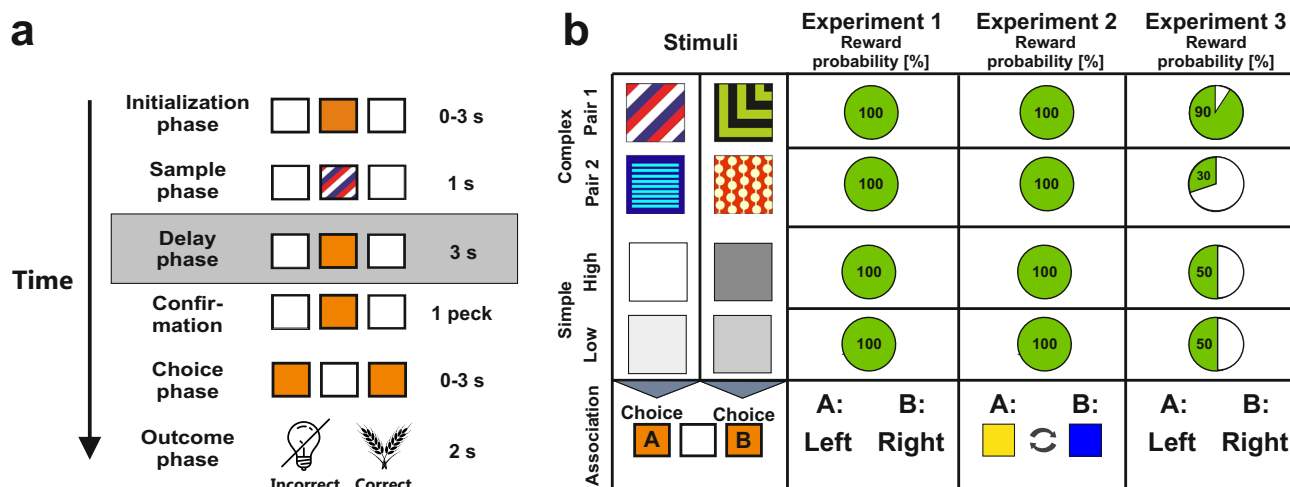 a
Time
Initialization
phase
0-3 s
Sample
phase
1 s
Delay
phase
3 s
Confir-
mation
1 peck
Choice
phase
0-3 s
Outcome
phase
2 s
Incorrect Correct
b
Stimuli
Experiment 1
Reward
probability [%]
Experiment 2
Reward
probability [%]
Experiment 3
Reward
probability [%]
Complex
Pair 1
100
100
90
Pair 2
100
100
30
Simple
High
100
100
50
Low
100
100
50
Association
Choice Choice
A B
A: B:
Left Right
A: B:
A: B:
Left Right